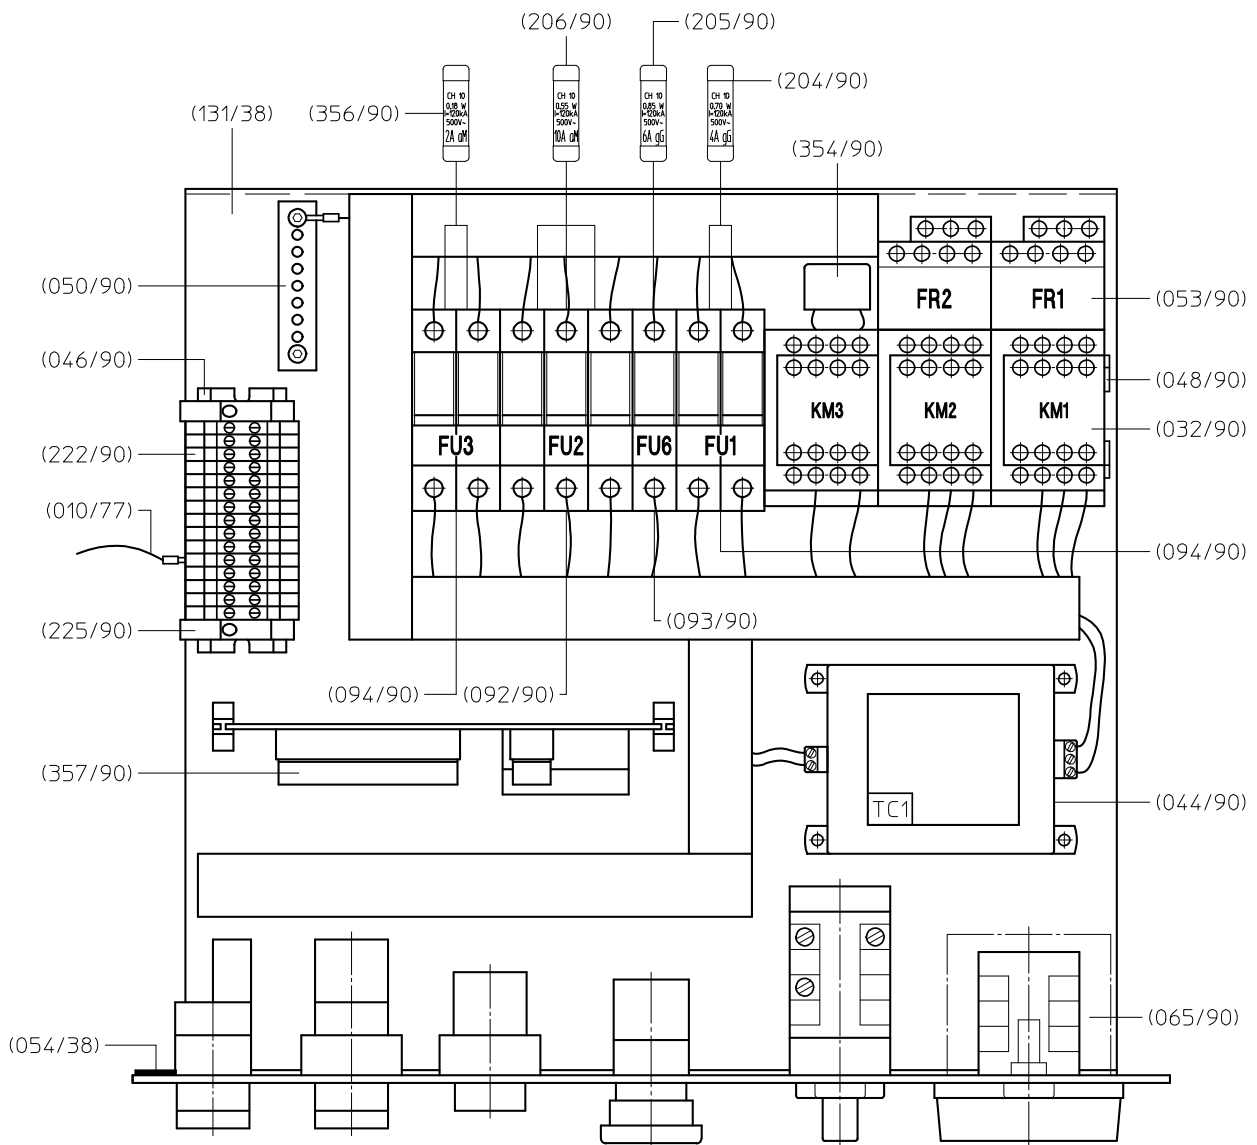 (206/90)
(205/90)
(204/90)
(131/38)
(356/90)
CH 10
0,18 W
I=120kA
500V~
2A aM
CH 10
0,55 W
I=120kA
500V~
10A aM
CH 10
0,85 W
I=120kA
500V~
6A gG
CH 10
0,70 W
I=120kA
500V~
4A gG
(354/90)
(050/90)
FR2
FR1
(053/90)
(046/90)
(048/90)
KM3
KM2
KM1
(032/90)
(222/90)
FU3
FU2
FU6
FU1
(010/77)
(094/90)
(225/90)
(093/90)
(094/90)
(092/90)
(357/90)
TC1
(044/90)
(065/90)
(054/38)